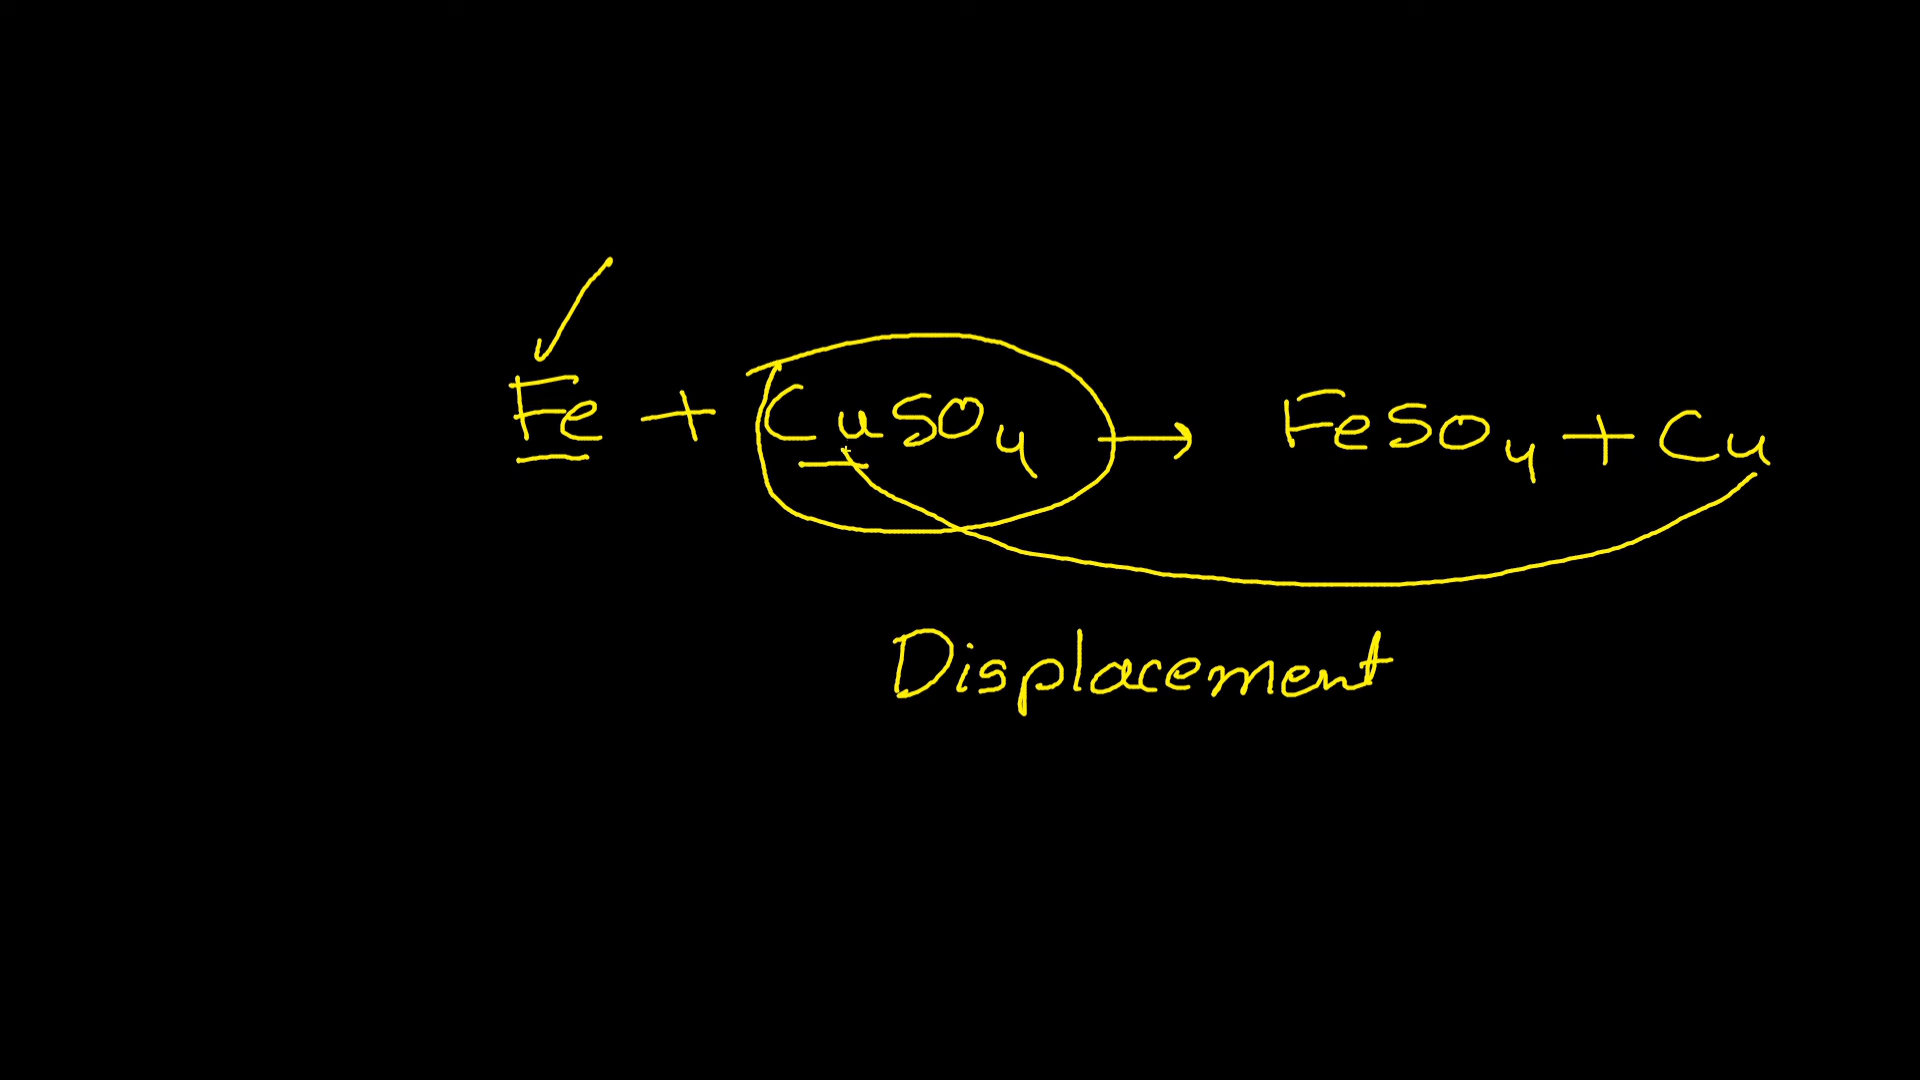 Fe + CuSO₄ → FeSO₄ + Cu
Displacement